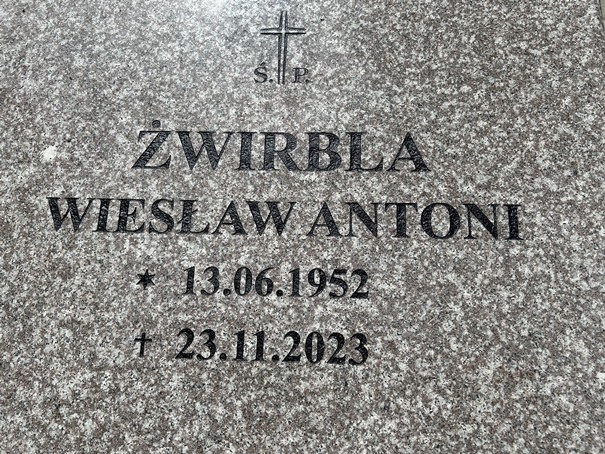 Ś. P.
ŻWIRBLA
WIESŁAW ANTONI
★ 13.06.1952
✝ 23.11.2023